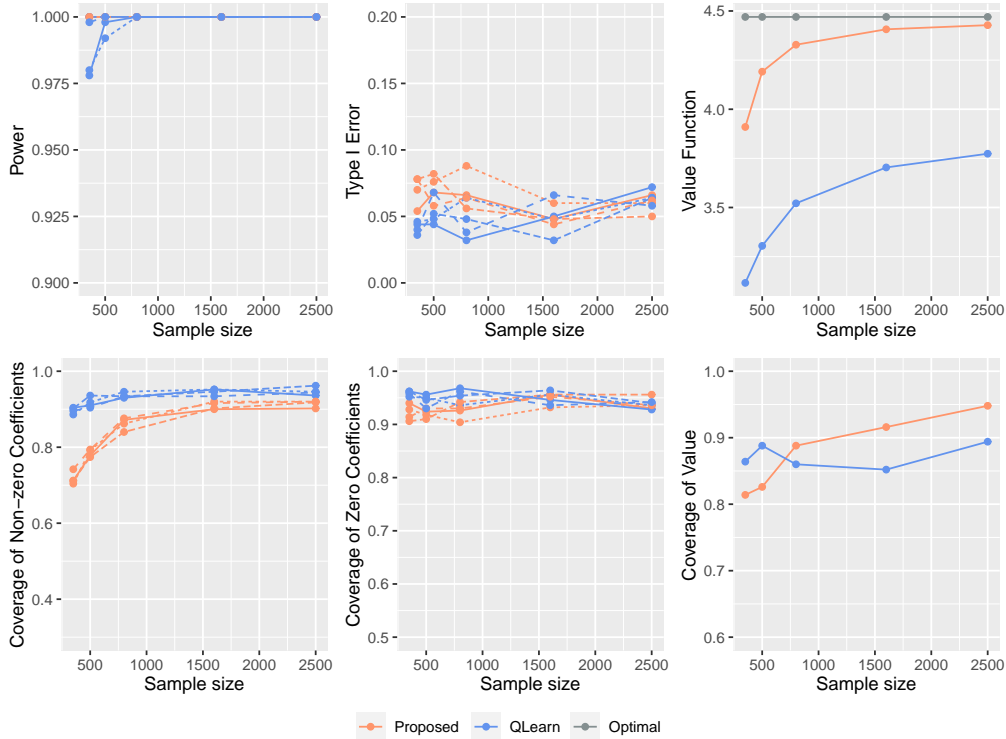 Power
1.000
0.975
0.950
0.925
0.900
500 1000 1500 2000 2500
Sample size
Type I Error
0.20
0.15
0.10
0.05
0.00
500 1000 1500 2000 2500
Sample size
Value Function
4.5
4.0
3.5
500 1000 1500 2000 2500
Sample size
Coverage of Non−zero Coefficients
1.0
0.8
0.6
0.4
500 1000 1500 2000 2500
Sample size
Coverage of Zero Coefficients
1.0
0.9
0.8
0.7
0.6
0.5
500 1000 1500 2000 2500
Sample size
Coverage of Value
1.0
0.9
0.8
0.7
0.6
500 1000 1500 2000 2500
Sample size
Proposed QLearn Optimal